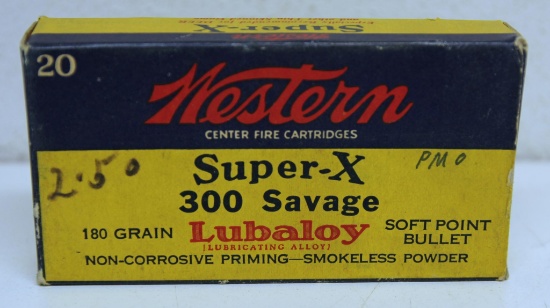 Super-X
20
Western
CENTER FIRE CARTRIDGES
2.50
Super-X
PMO
300 Savage
180 GRAIN Lubaloy SOFT POINT BULLET
[LUBRICATING ALLOY]
NON-CORROSIVE PRIMING—SMOKELESS POWDER